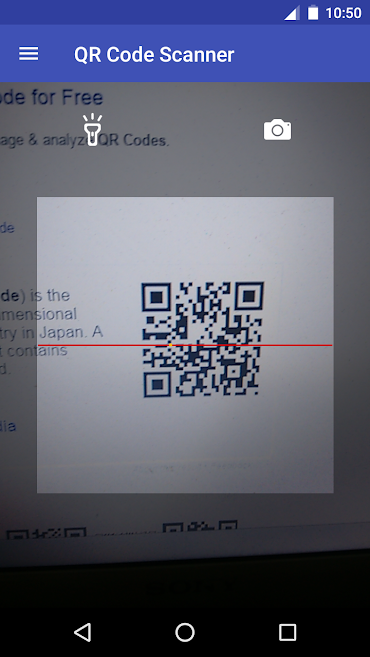 10:50
QR Code Scanner
ode for Free
age & analyz QR Codes.
de
de) is the
mensional
try in Japan. A
t contains
d.
dia